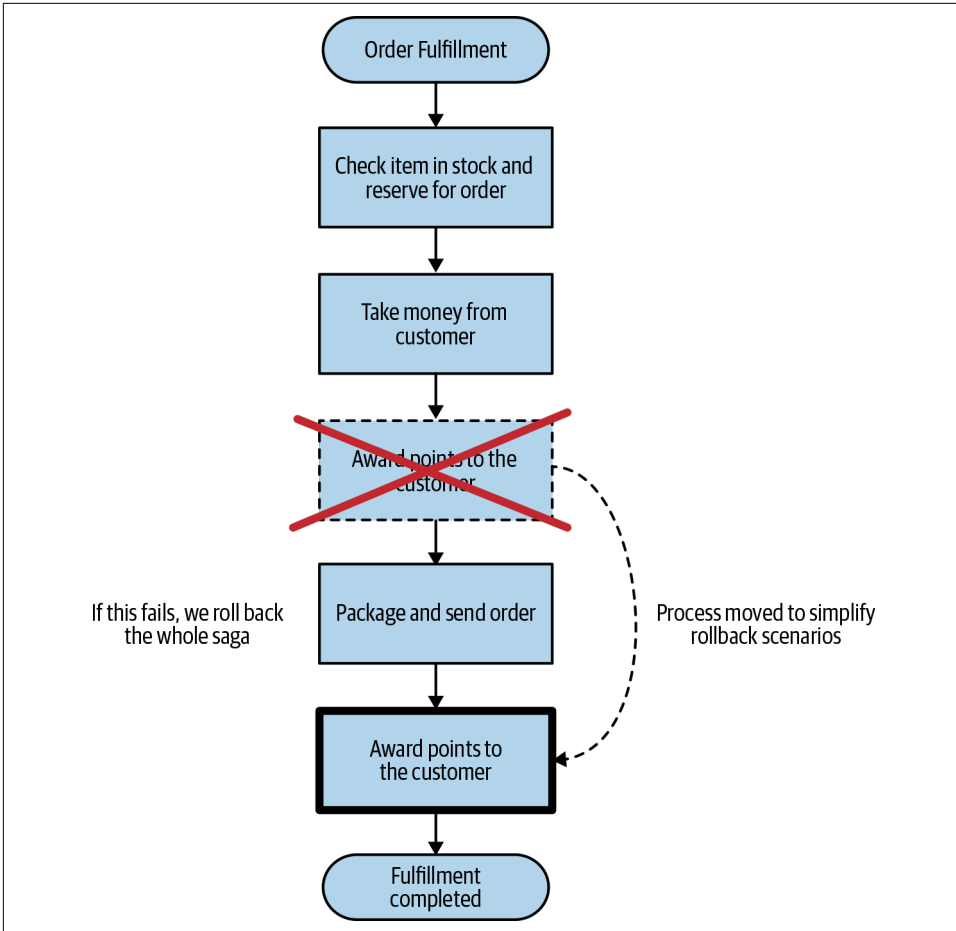 Order Fulfillment
Check item in stock and
reserve for order
Take money from
customer
Award points to the
customer
If this fails, we roll back
the whole saga
Package and send order
Process moved to simplify
rollback scenarios
Award points to
the customer
Fulfillment
completed